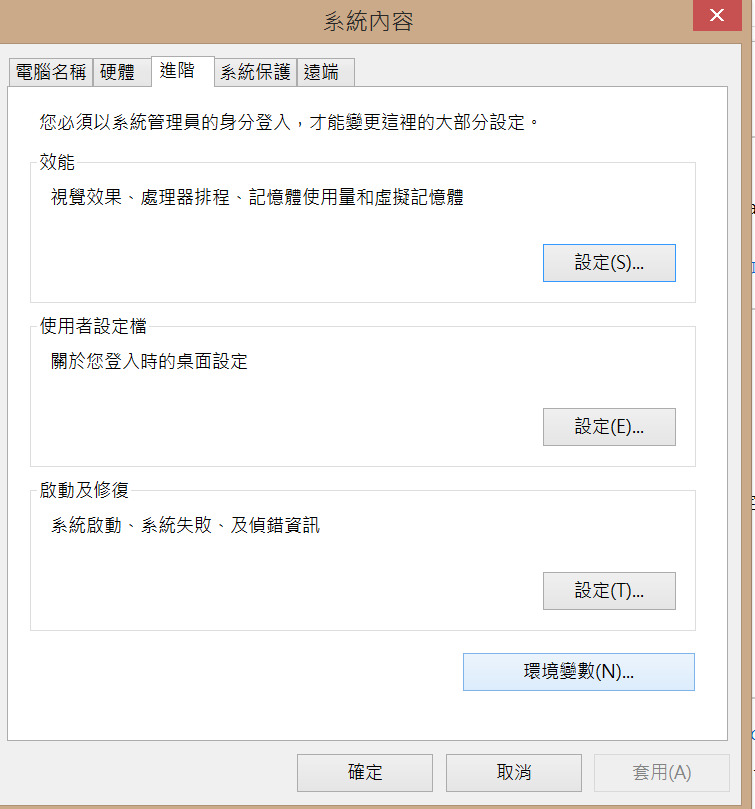 系統內容
電腦名稱 硬體 進階 系統保護 遠端
您必須以系統管理員的身分登入，才能變更這裡的大部分設定。
效能
視覺效果、處理器排程、記憶體使用量和虛擬記憶體
設定(S)...
使用者設定檔
關於您登入時的桌面設定
設定(E)...
啟動及修復
系統啟動、系統失敗、及偵錯資訊
設定(T)...
環境變數(N)...
確定 取消 套用(A)